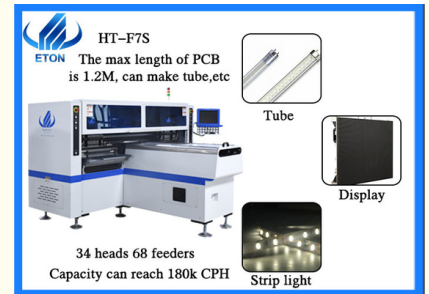 HT-F7S
ETON
The max length of PCB
is 1.2M, can make tube,etc
Tube
Display
34 heads 68 feeders
Capacity can reach 180k CPH
Strip light